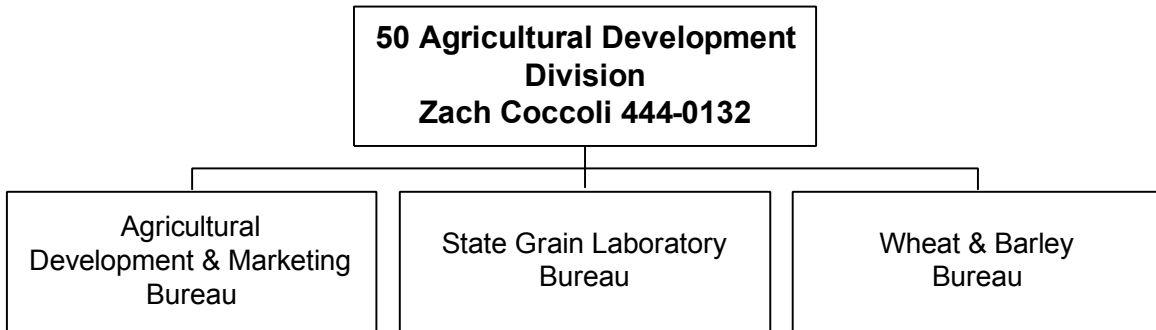 50 Agricultural Development
Division
Zach Coccoli 444-0132
Agricultural
Development & Marketing
Bureau
State Grain Laboratory
Bureau
Wheat & Barley
Bureau